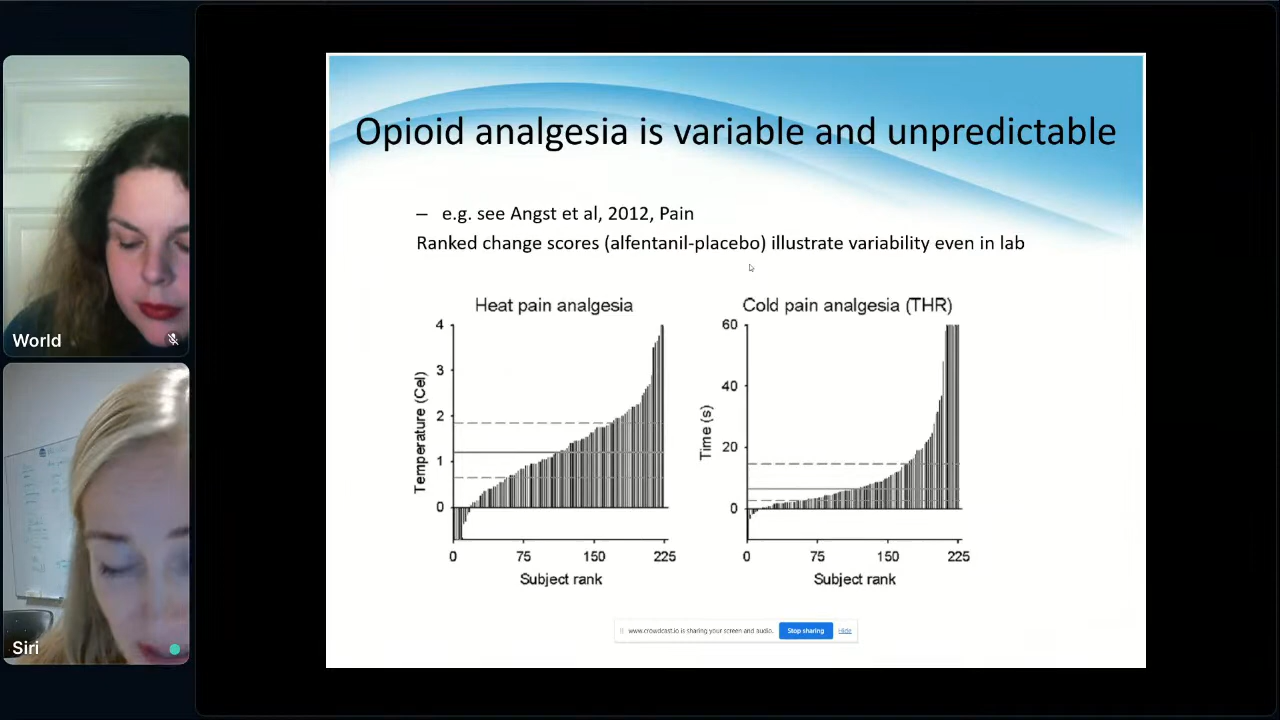 World
Siri
Opioid analgesia is variable and unpredictable
– e.g. see Angst et al, 2012, Pain
Ranked change scores (alfentanil-placebo) illustrate variability even in lab
Heat pain analgesia
Temperature (Cel)
4
3
2
1
0
0 75 150 225
Subject rank
Cold pain analgesia (THR)
Time (s)
60
40
20
0
0 75 150 225
Subject rank
www.crowdcast.io is sharing your screen and audio.
Stop sharing
Hide